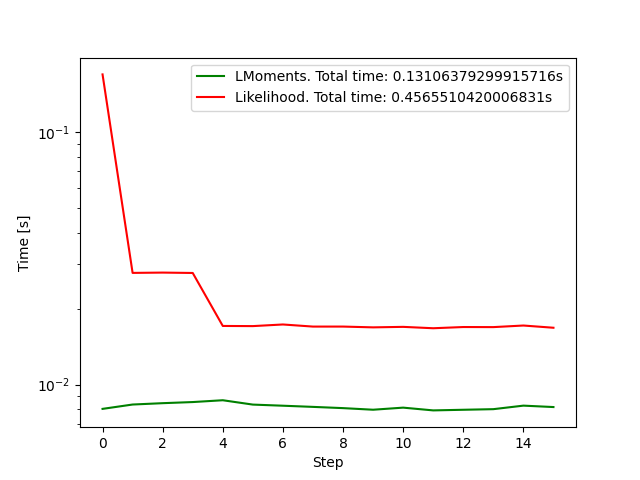 LMoments. Total time: 0.13106379299915716s
Likelihood. Total time: 0.4565510420006831s
10⁻¹
10⁻²
Time [s]
0 2 4 6 8 10 12 14
Step